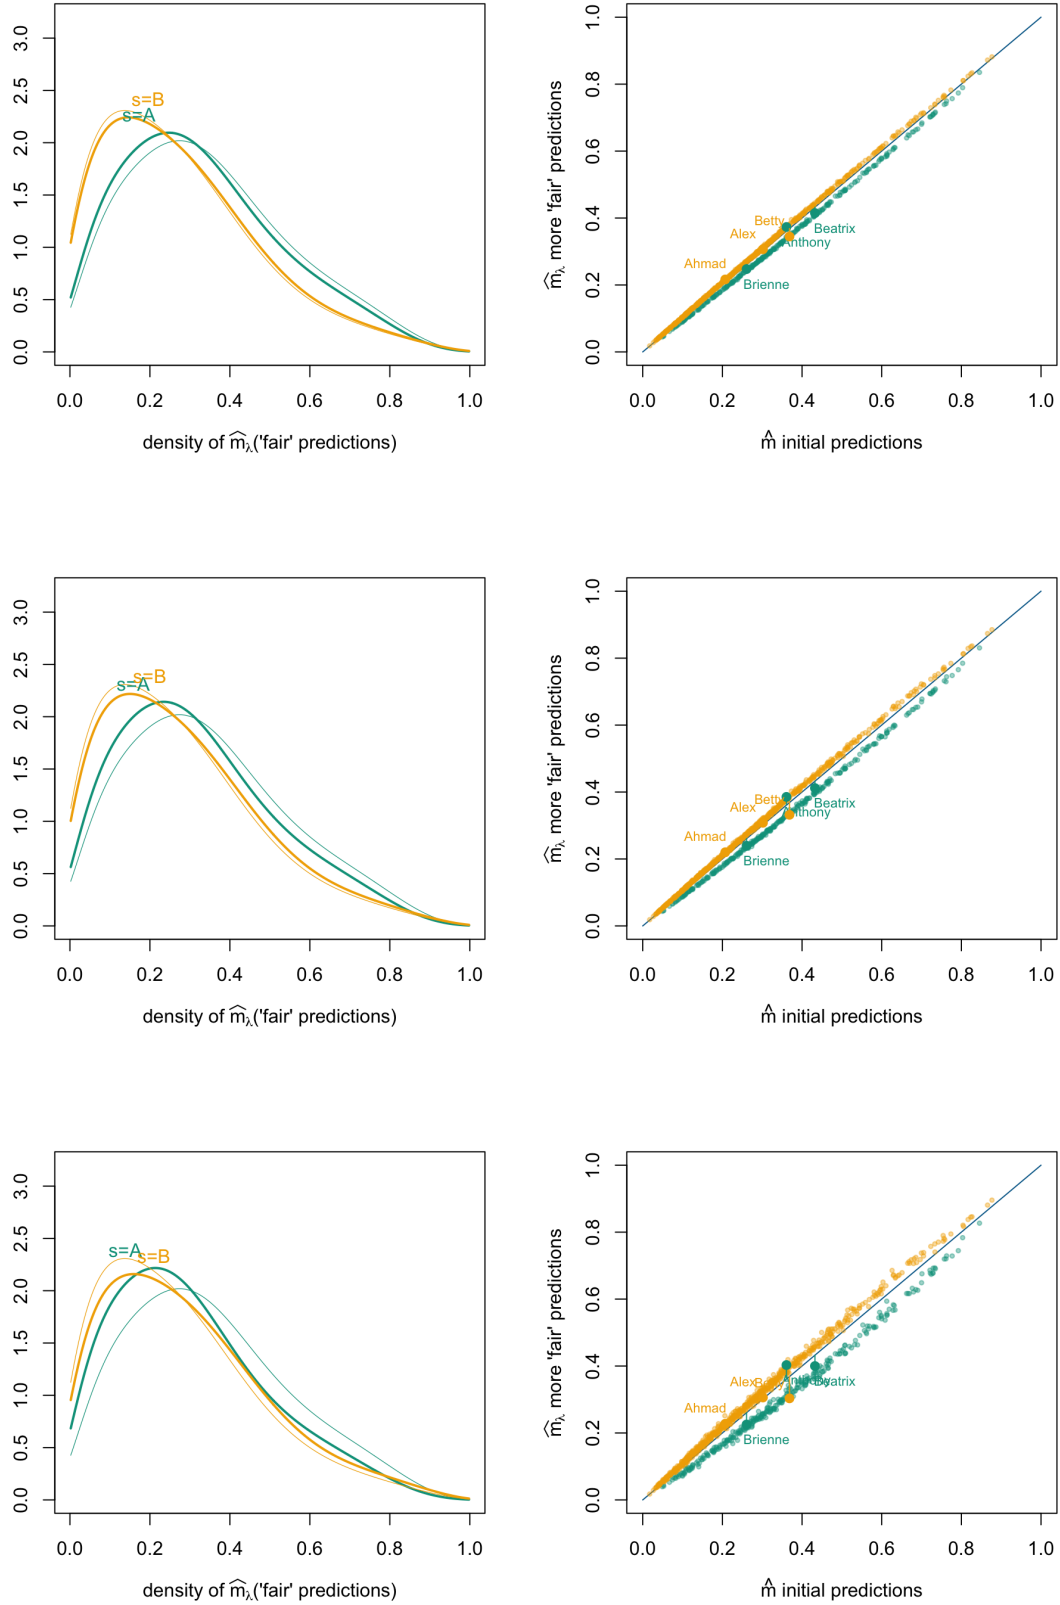 3.0
2.5
2.0
1.5
1.0
0.5
0.0
s=B
s=A
0.0 0.2 0.4 0.6 0.8 1.0
density of m̂λ('fair' predictions)
m̂λ more 'fair' predictions
1.0
0.8
0.6
0.4
0.2
0.0
Betty
Alex
Beatrix
Anthony
Ahmad
Brienne
0.0 0.2 0.4 0.6 0.8 1.0
m̂ initial predictions
3.0
2.5
2.0
1.5
1.0
0.5
0.0
s=B
s=A
0.0 0.2 0.4 0.6 0.8 1.0
density of m̂λ('fair' predictions)
m̂λ more 'fair' predictions
1.0
0.8
0.6
0.4
0.2
0.0
Betty
Alex
Beatrix
Anthony
Ahmad
Brienne
0.0 0.2 0.4 0.6 0.8 1.0
m̂ initial predictions
3.0
2.5
2.0
1.5
1.0
0.5
0.0
s=A
s=B
0.0 0.2 0.4 0.6 0.8 1.0
density of m̂λ('fair' predictions)
m̂λ more 'fair' predictions
1.0
0.8
0.6
0.4
0.2
0.0
Alex
Beatrix
Ahmad
Brienne
0.0 0.2 0.4 0.6 0.8 1.0
m̂ initial predictions